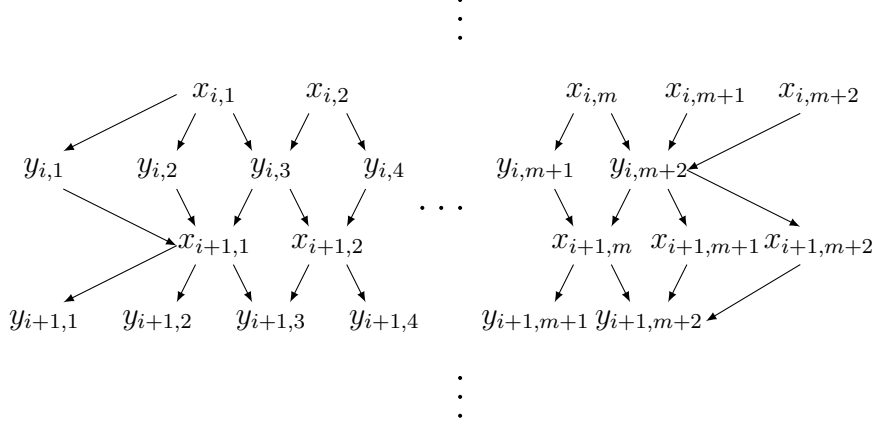 ⋮
x_{i,1} x_{i,2} x_{i,m} x_{i,m+1} x_{i,m+2}
y_{i,1} y_{i,2} y_{i,3} y_{i,4} y_{i,m+1} y_{i,m+2}
⋯
x_{i+1,1} x_{i+1,2} x_{i+1,m} x_{i+1,m+1} x_{i+1,m+2}
y_{i+1,1} y_{i+1,2} y_{i+1,3} y_{i+1,4} y_{i+1,m+1} y_{i+1,m+2}
⋮